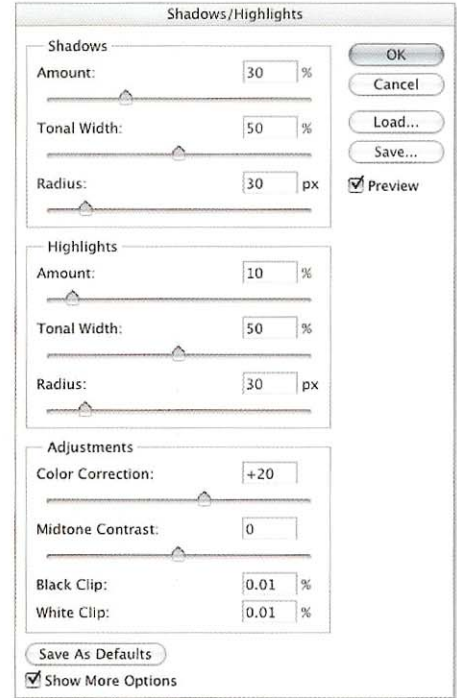 Shadows/Highlights
Shadows
Amount: 30 %
Tonal Width: 50 %
Radius: 30 px
Highlights
Amount: 10 %
Tonal Width: 50 %
Radius: 30 px
Adjustments
Color Correction: +20
Midtone Contrast: 0
Black Clip: 0.01 %
White Clip: 0.01 %
Save As Defaults
Show More Options
OK
Cancel
Load...
Save...
Preview